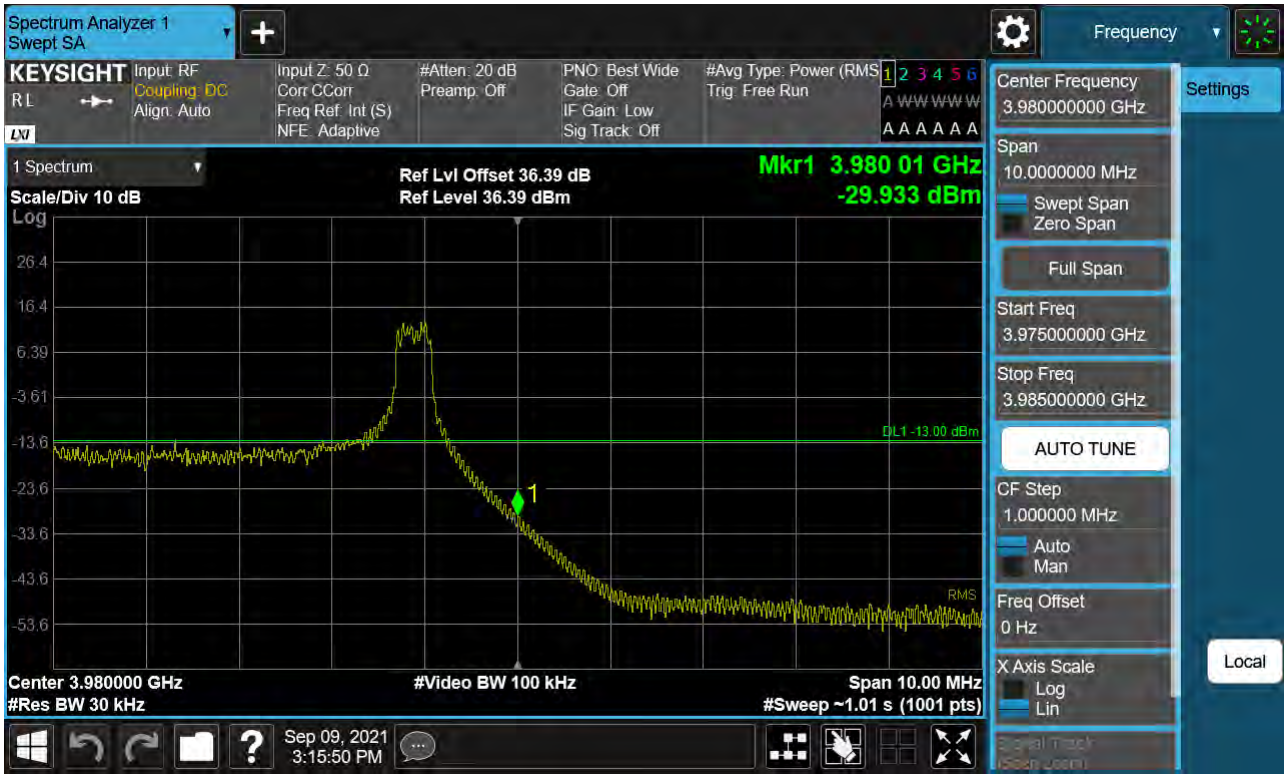 Spectrum Analyzer 1
Swept SA
Frequency
KEYSIGHT
RL
LXI
Input: RF
Coupling: DC
Align: Auto
Input Z: 50 Ω
Corr CCorr
Freq Ref: Int (S)
NFE: Adaptive
#Atten: 20 dB
Preamp: Off
PNO: Best Wide
Gate: Off
IF Gain: Low
Sig Track: Off
#Avg Type: Power (RMS
Trig: Free Run
1 2 3 4 5 6
A W W W W W
A A A A A A
1 Spectrum
Scale/Div 10 dB
Log
Ref Lvl Offset 36.39 dB
Ref Level 36.39 dBm
Mkr1 3.980 01 GHz
-29.933 dBm
26.4
16.4
6.39
-3.61
-13.6
-23.6
-33.6
-43.6
-53.6
DL1 -13.00 dBm
1
RMS
Center 3.980000 GHz
#Res BW 30 kHz
#Video BW 100 kHz
Span 10.00 MHz
#Sweep ~1.01 s (1001 pts)
Center Frequency
3.980000000 GHz
Settings
Span
10.0000000 MHz
Swept Span
Zero Span
Full Span
Start Freq
3.975000000 GHz
Stop Freq
3.985000000 GHz
AUTO TUNE
CF Step
1.000000 MHz
Auto
Man
Freq Offset
0 Hz
X Axis Scale
Log
Lin
Signal Track
(Span Zoom)
Local
?
Sep 09, 2021
3:15:50 PM